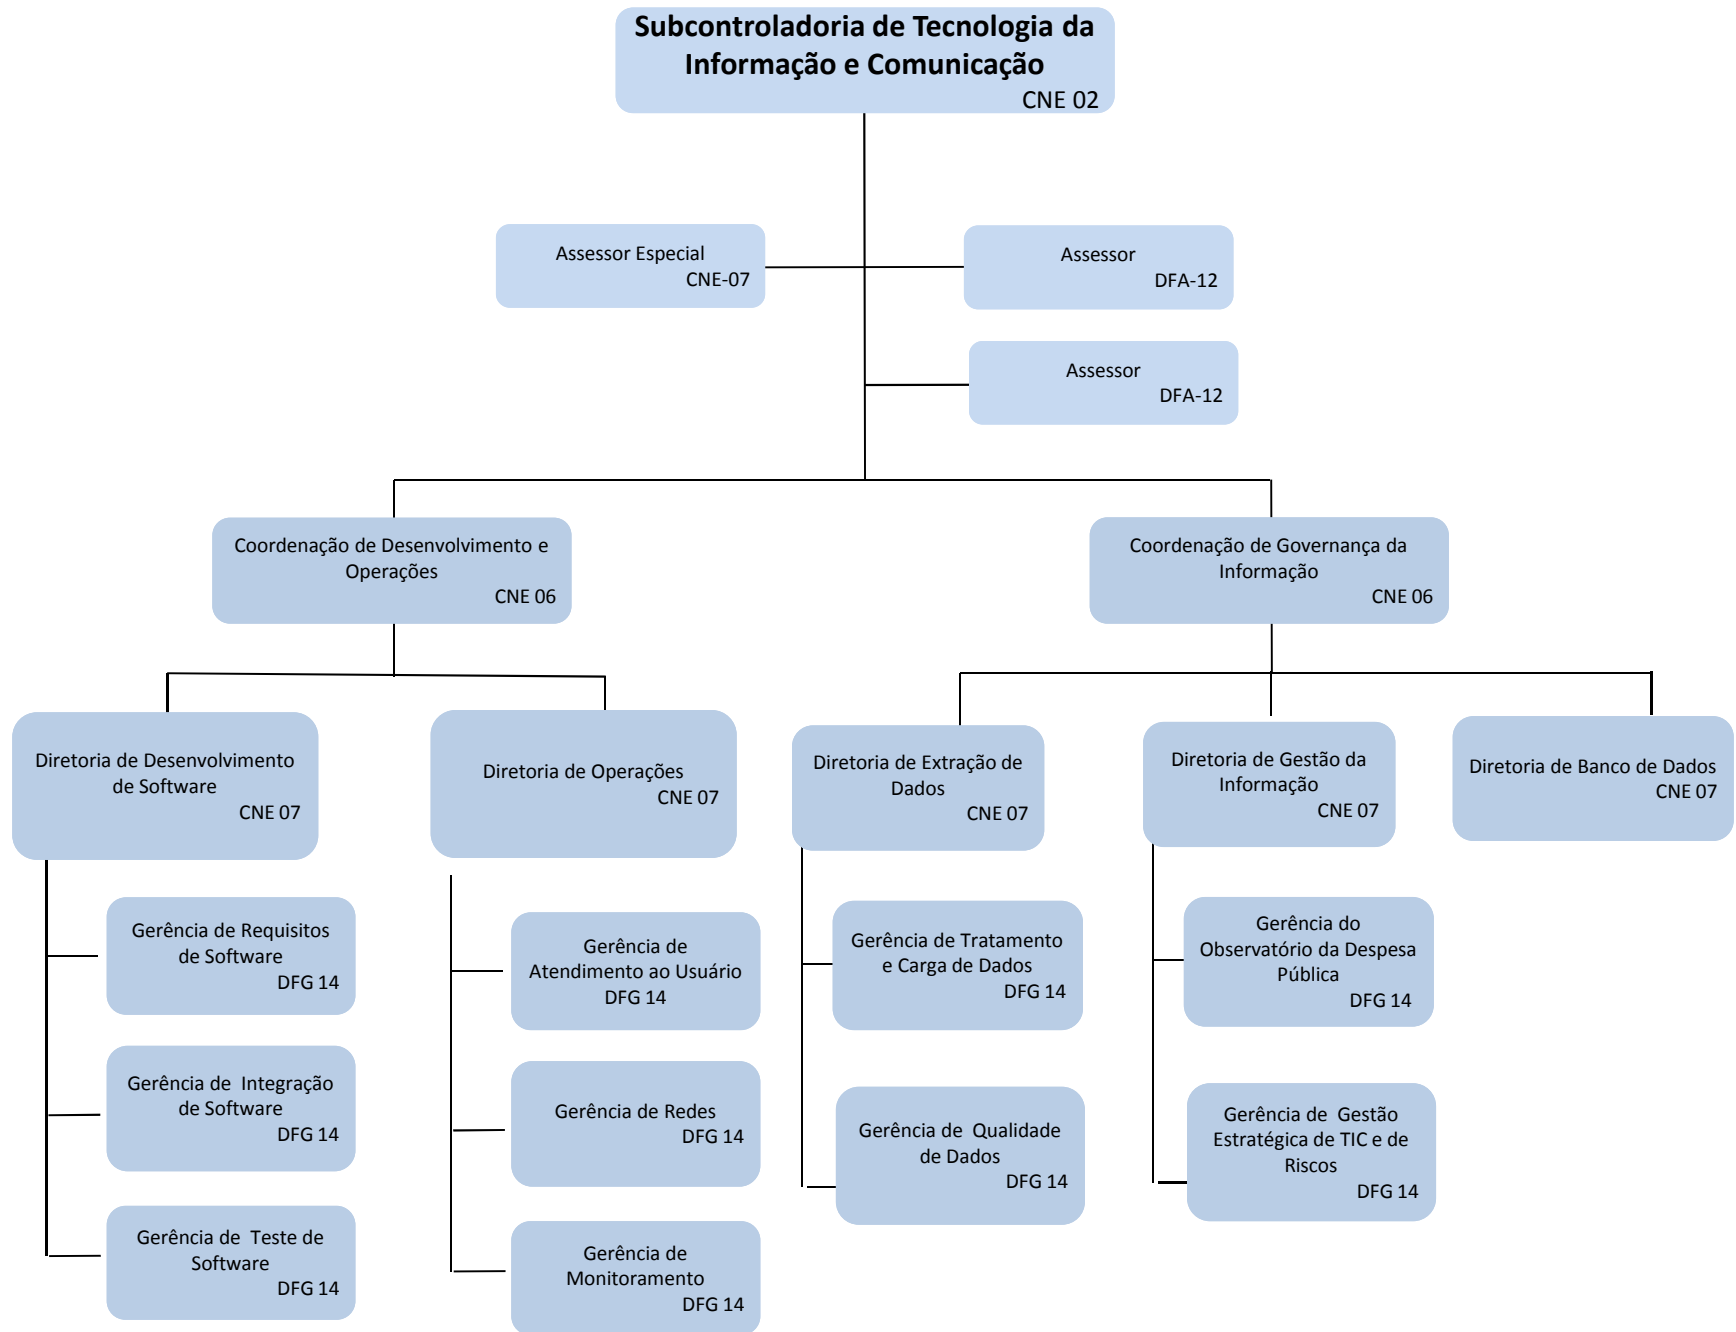 Subcontroladoria de Tecnologia da
Informação e Comunicação
CNE 02
Assessor Especial
CNE-07
Assessor
DFA-12
Assessor
DFA-12
Coordenação de Desenvolvimento e
Operações
CNE 06
Coordenação de Governança da
Informação
CNE 06
Diretoria de Desenvolvimento
de Software
CNE 07
Diretoria de Operações
CNE 07
Diretoria de Extração de
Dados
CNE 07
Diretoria de Gestão da
Informação
CNE 07
Diretoria de Banco de Dados
CNE 07
Gerência de Requisitos
de Software
DFG 14
Gerência de
Atendimento ao Usuário
DFG 14
Gerência de Tratamento
e Carga de Dados
DFG 14
Gerência do
Observatório da Despesa
Pública
DFG 14
Gerência de Integração
de Software
DFG 14
Gerência de Redes
DFG 14
Gerência de Qualidade
de Dados
DFG 14
Gerência de Gestão
Estratégica de TIC e de
Riscos
DFG 14
Gerência de Teste de
Software
DFG 14
Gerência de
Monitoramento
DFG 14